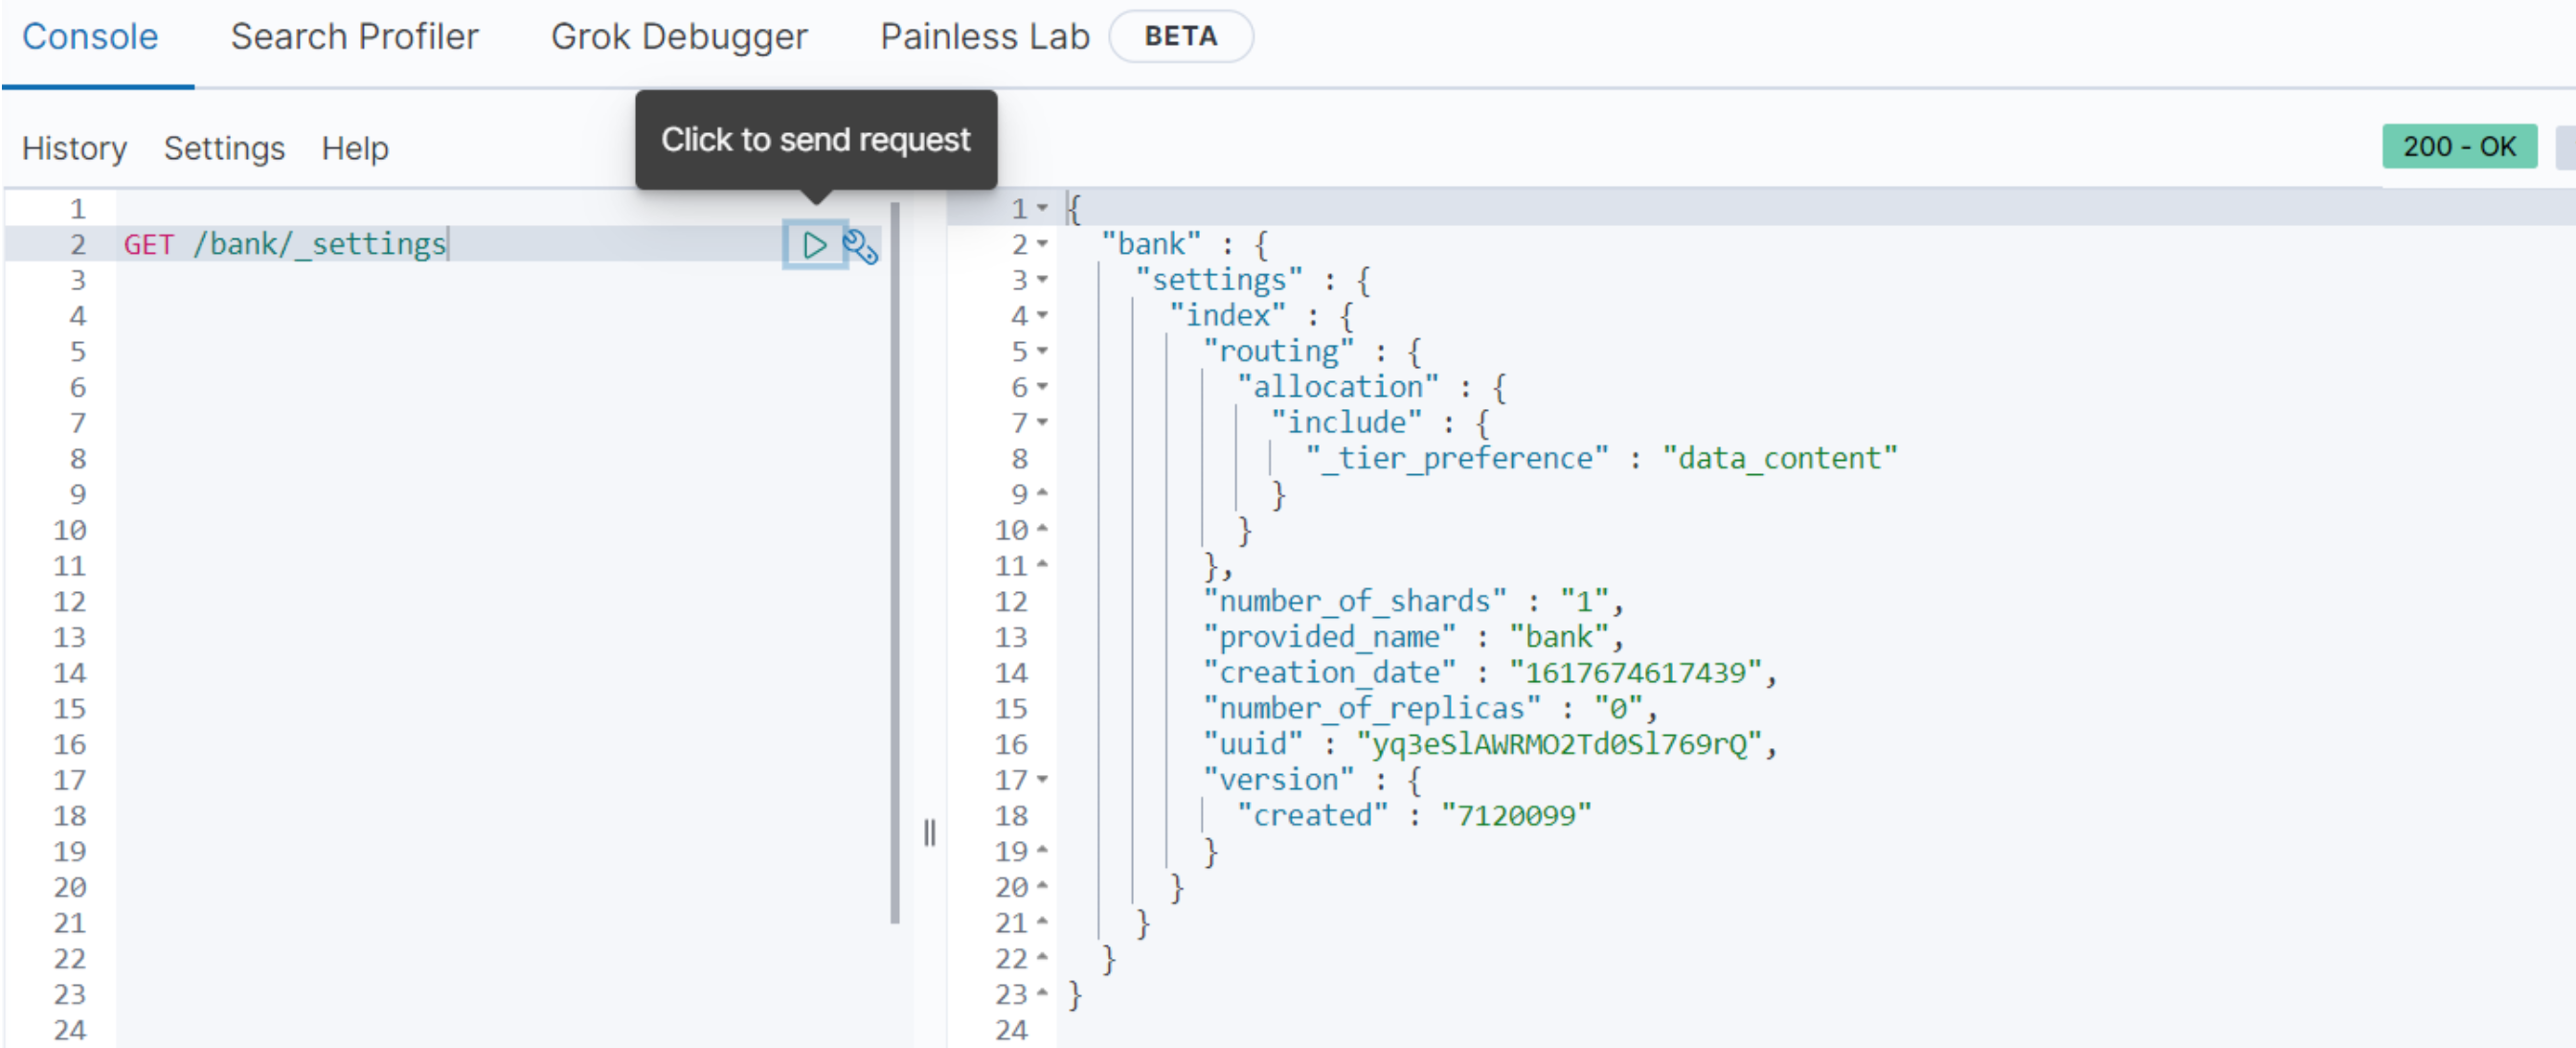 Console Search Profiler Grok Debugger Painless Lab BETA
Click to send request
History Settings Help
200 - OK
1
2 GET /bank/_settings
3
4
5
6
7
8
9
10
11
12
13
14
15
16
17
18
19
20
21
22
23
24
1 {
2 "bank" : {
3 "settings" : {
4 "index" : {
5 "routing" : {
6 "allocation" : {
7 "include" : {
8 "_tier_preference" : "data_content"
9 }
10 }
11 },
12 "number_of_shards" : "1",
13 "provided_name" : "bank",
14 "creation_date" : "1617674617439",
15 "number_of_replicas" : "0",
16 "uuid" : "yq3eSlAWRMO2Td0Sl769rQ",
17 "version" : {
18 "created" : "7120099"
19 }
20 }
21 }
22 }
23 }
24